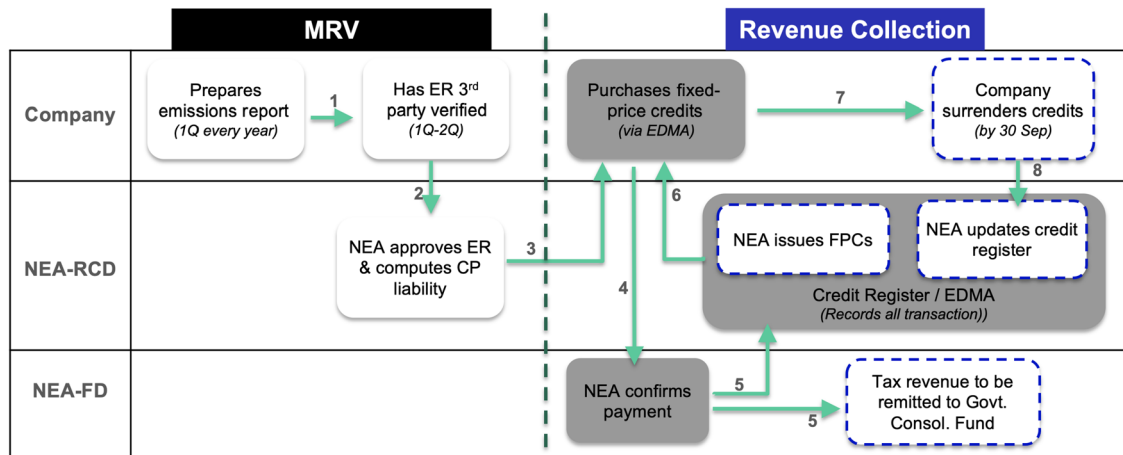 MRV
Revenue Collection
Company
Prepares
emissions report
(1Q every year)
1
Has ER 3rd
party verified
(1Q-2Q)
Purchases fixed-
price credits
(via EDMA)
7
Company
surrenders credits
(by 30 Sep)
2
6
8
NEA-RCD
NEA approves ER
& computes CP
liability
3
4
NEA issues FPCs
NEA updates credit
register
Credit Register / EDMA
(Records all transaction))
NEA-FD
NEA confirms
payment
5
5
Tax revenue to be
remitted to Govt.
Consol. Fund